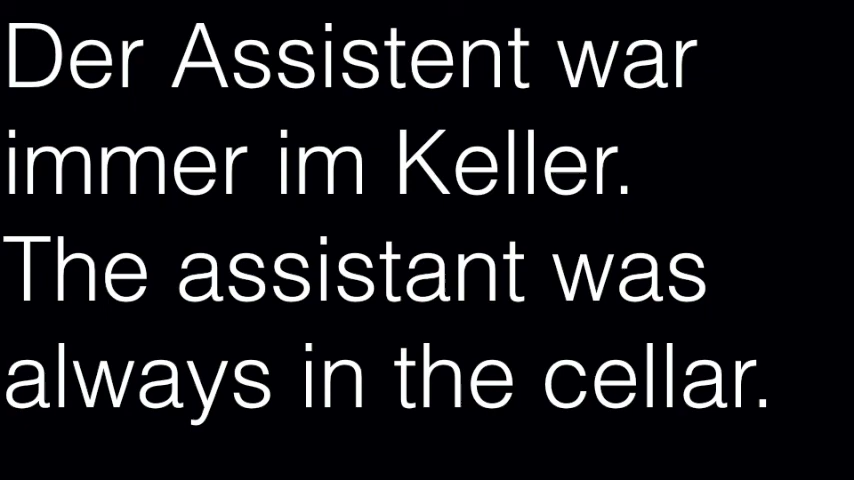 Der Assistent war
immer im Keller.
The assistant was
always in the cellar.